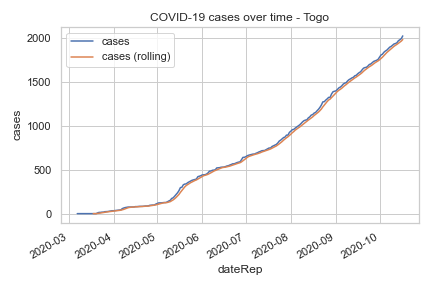 COVID-19 cases over time - Togo
cases
cases (rolling)
2000
1500
1000
500
0
cases
2020-03
2020-04
2020-05
2020-06
2020-07
2020-08
2020-09
2020-10
dateRep